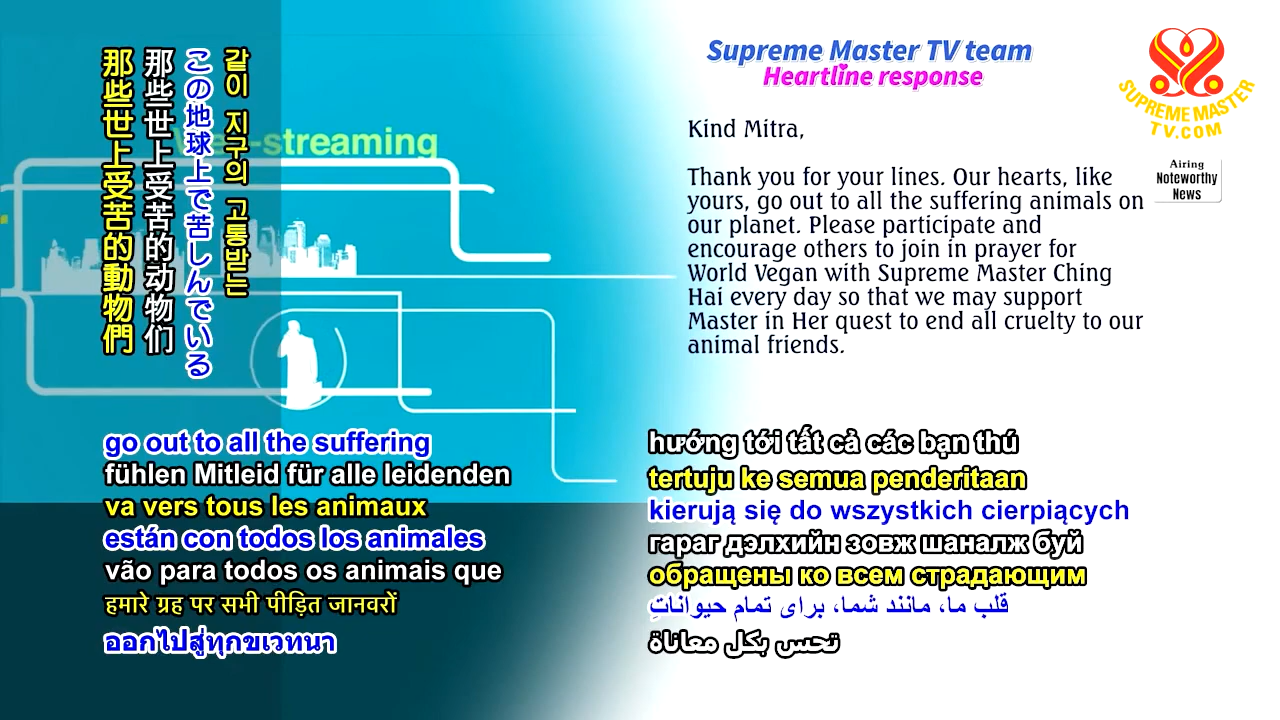 那些世上受苦的動物們
那些世上受苦的动物们
この地球上で苦しんでいる
같이 지구의 고통받는
-streaming
Supreme Master TV team
Heartline response
SUPREME MASTER
TV.COM
Airing
Noteworthy
News
Kind Mitra,
Thank you for your lines. Our hearts, like
yours, go out to all the suffering animals on
our planet. Please participate and
encourage others to join in prayer for
World Vegan with Supreme Master Ching
Hai every day so that we may support
Master in Her quest to end all cruelty to our
animal friends.
go out to all the suffering
fühlen Mitleid für alle leidenden
va vers tous les animaux
están con todos los animales
vão para todos os animais que
हमारे ग्रह पर सभी पीड़ित जानवरों
ออกไปสู่ทุกขเวทนา
hướng tới tất cả các bạn thú
tertuju ke semua penderitaan
kierują się do wszystkich cierpiących
гараг дэлхийн зовж шаналж буй
обращены ко всем страдающим
قلب ما، مانند شما، برای تمام حیواناتِ
تحس بكل معاناة